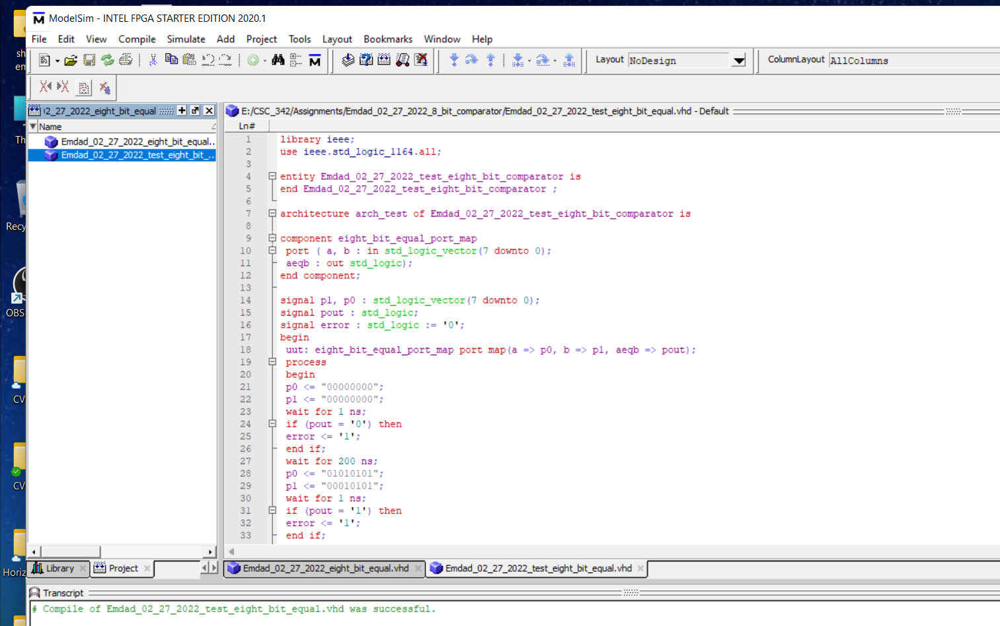 ModelSim - INTEL FPGA STARTER EDITION 2020.1
File Edit View Compile Simulate Add Project Tools Layout Bookmarks Window Help
Layout NoDesign ColumnLayout AllColumns
sh
em
Th
Recy
OBS
CV
CV
Horiz
2_27_2022_eight_bit_equal
Name
Emdad_02_27_2022_eight_bit_equal..
Emdad_02_27_2022_test_eight_bit_..
Library Project
E:/CSC_342/Assignments/Emdad_02_27_2022_8_bit_comparator/Emdad_02_27_2022_test_eight_bit_equal.vhd - Default
Ln#
1 library ieee;
2 use ieee.std_logic_1164.all;
3
4 entity Emdad_02_27_2022_test_eight_bit_comparator is
5 end Emdad_02_27_2022_test_eight_bit_comparator ;
6
7 architecture arch_test of Emdad_02_27_2022_test_eight_bit_comparator is
8
9 component eight_bit_equal_port_map
10 port ( a, b : in std_logic_vector(7 downto 0);
11 aeqb : out std_logic);
12 end component;
13
14 signal p1, p0 : std_logic_vector(7 downto 0);
15 signal pout : std_logic;
16 signal error : std_logic := '0';
17 begin
18 uut: eight_bit_equal_port_map port map(a => p0, b => p1, aeqb => pout);
19 process
20 begin
21 p0 <= "00000000";
22 p1 <= "00000000";
23 wait for 1 ns;
24 if (pout = '0') then
25 error <= '1';
26 end if;
27 wait for 200 ns;
28 p0 <= "01010101";
29 p1 <= "00010101";
30 wait for 1 ns;
31 if (pout = '1') then
32 error <= '1';
33 end if;
Emdad_02_27_2022_eight_bit_equal.vhd Emdad_02_27_2022_test_eight_bit_equal.vhd
Transcript
# Compile of Emdad_02_27_2022_test_eight_bit_equal.vhd was successful.